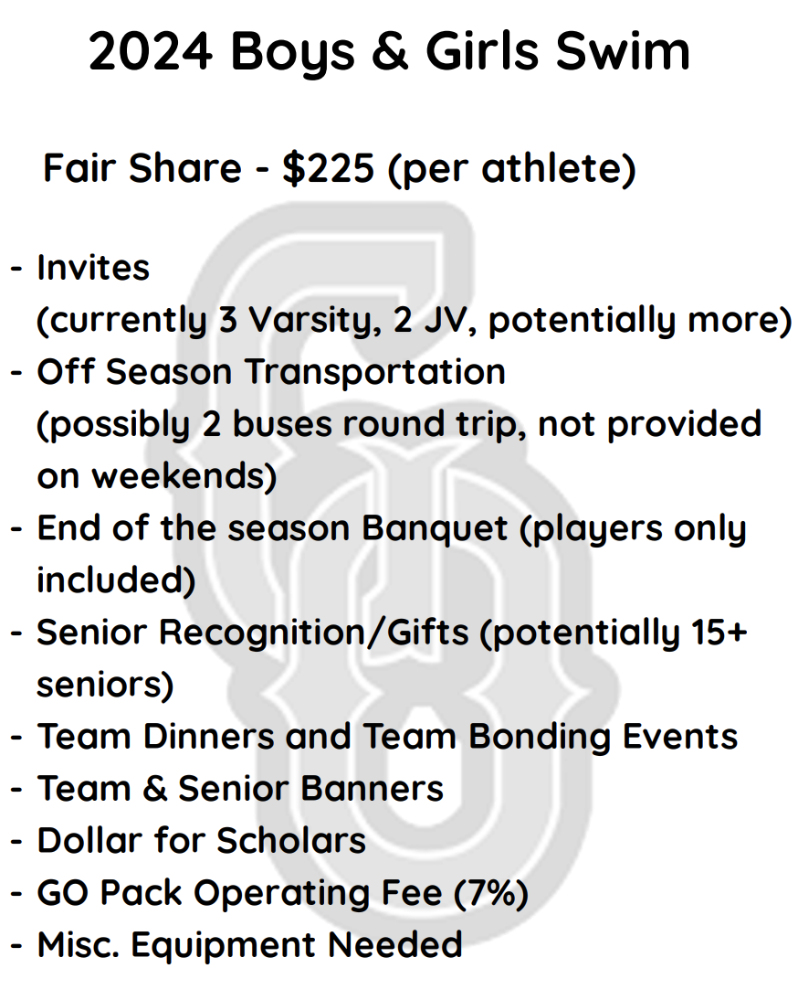 2024 Boys & Girls Swim
Fair Share - $225 (per athlete)
- Invites
(currently 3 Varsity, 2 JV, potentially more)
- Off Season Transportation
(possibly 2 buses round trip, not provided
on weekends)
- End of the season Banquet (players only
included)
- Senior Recognition/Gifts (potentially 15+
seniors)
- Team Dinners and Team Bonding Events
- Team & Senior Banners
- Dollar for Scholars
- GO Pack Operating Fee (7%)
- Misc. Equipment Needed